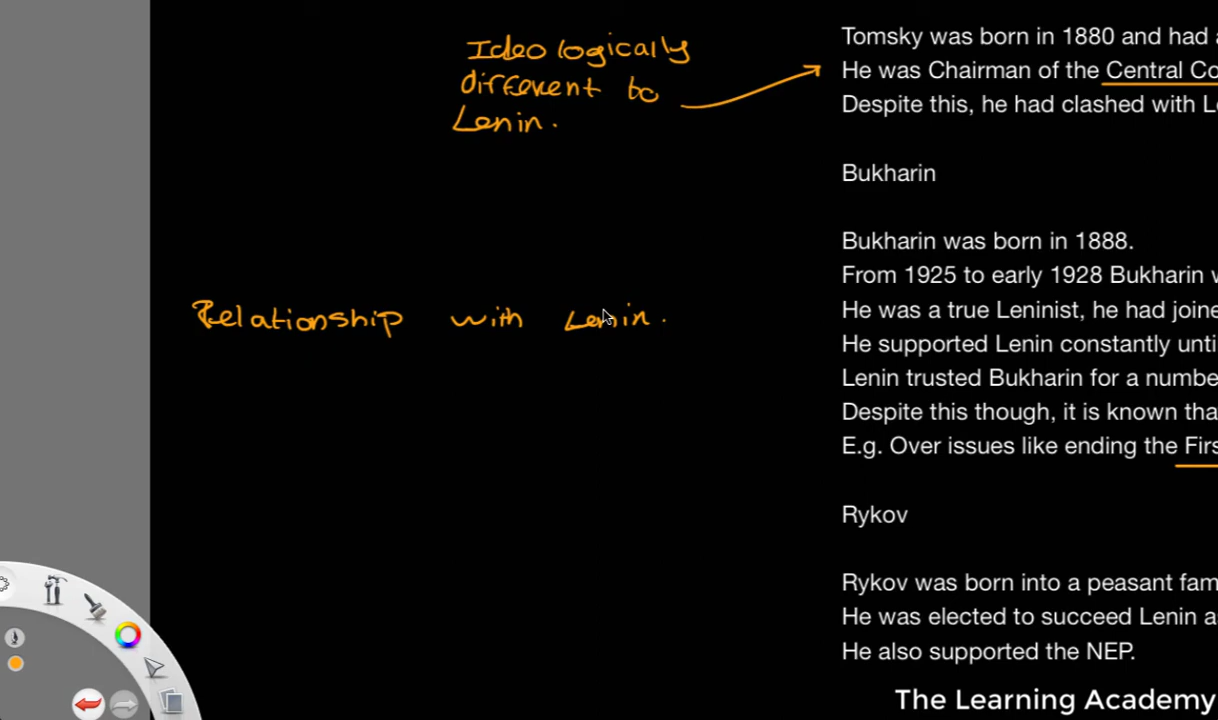 Ideologically
different to
Lenin.
Relationship with Lenin.
Tomsky was born in 1880 and had
He was Chairman of the Central Co
Despite this, he had clashed with L
Bukharin
Bukharin was born in 1888.
From 1925 to early 1928 Bukharin
He was a true Leninist, he had joine
He supported Lenin constantly until
Lenin trusted Bukharin for a numbe
Despite this though, it is known tha
E.g. Over issues like ending the Firs
Rykov
Rykov was born into a peasant fam
He was elected to succeed Lenin a
He also supported the NEP.
The Learning Academy